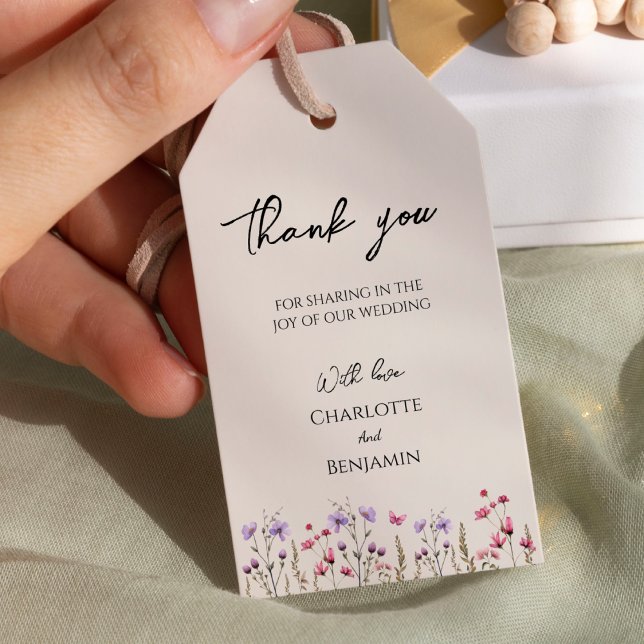 thank you
FOR SHARING IN THE
JOY OF OUR WEDDING
With love
CHARLOTTE
And
BENJAMIN